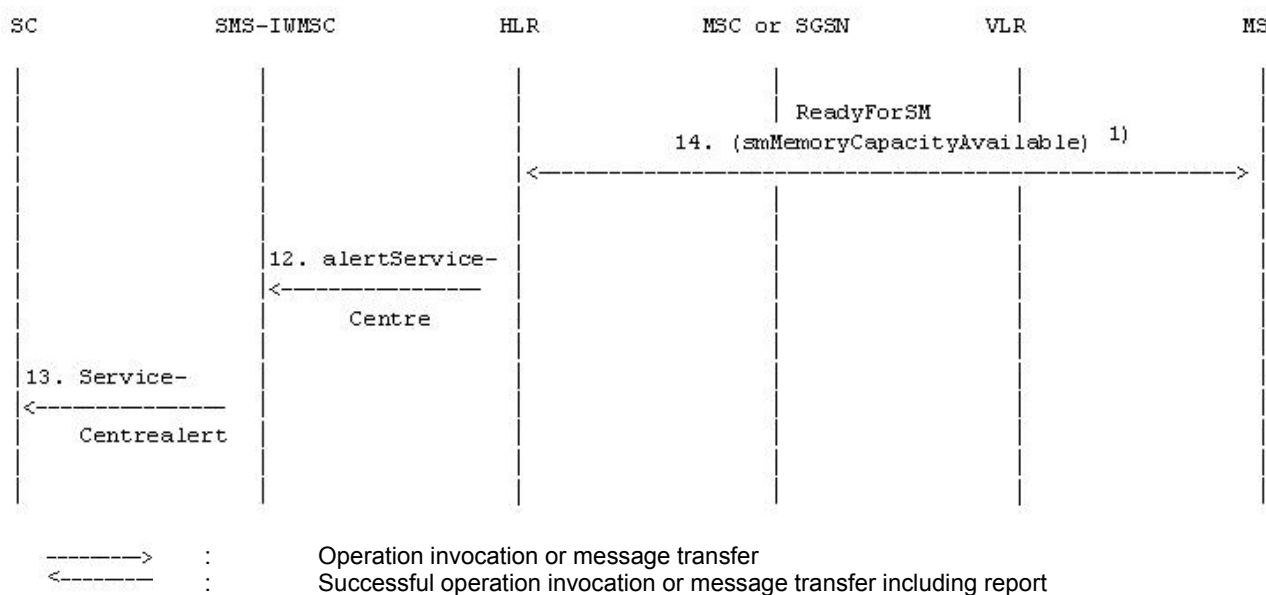 SC SMS-IWMSC HLR MSC or SGSN VLR MS
ReadyForSM
14. (smMemoryCapacityAvailable) 1)
12. alertService-
Centre
13. Service-
Centrealert
: Operation invocation or message transfer
: Successful operation invocation or message transfer including report